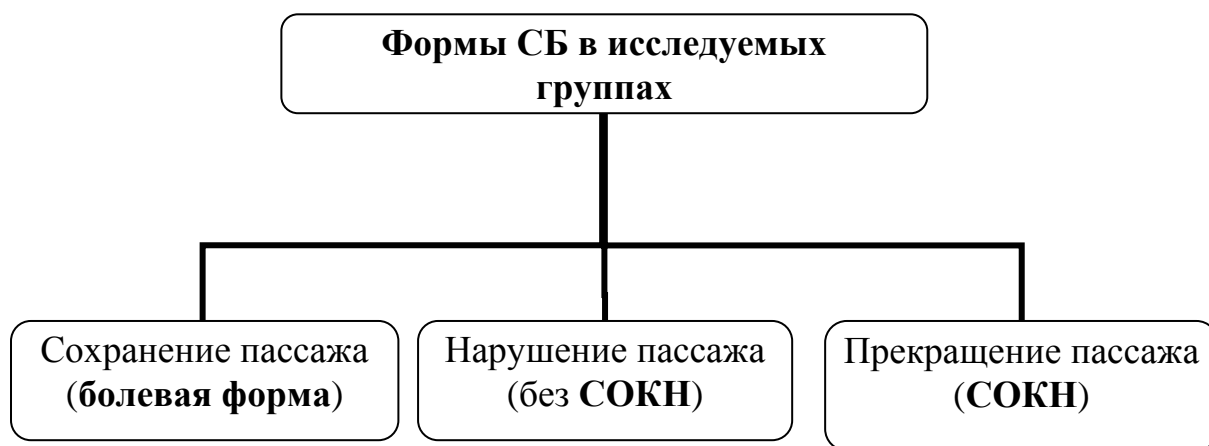 Формы СБ в исследуемых
группах
Сохранение пассажа
(болевая форма)
Нарушение пассажа
(без СОКН)
Прекращение пассажа
(СОКН)